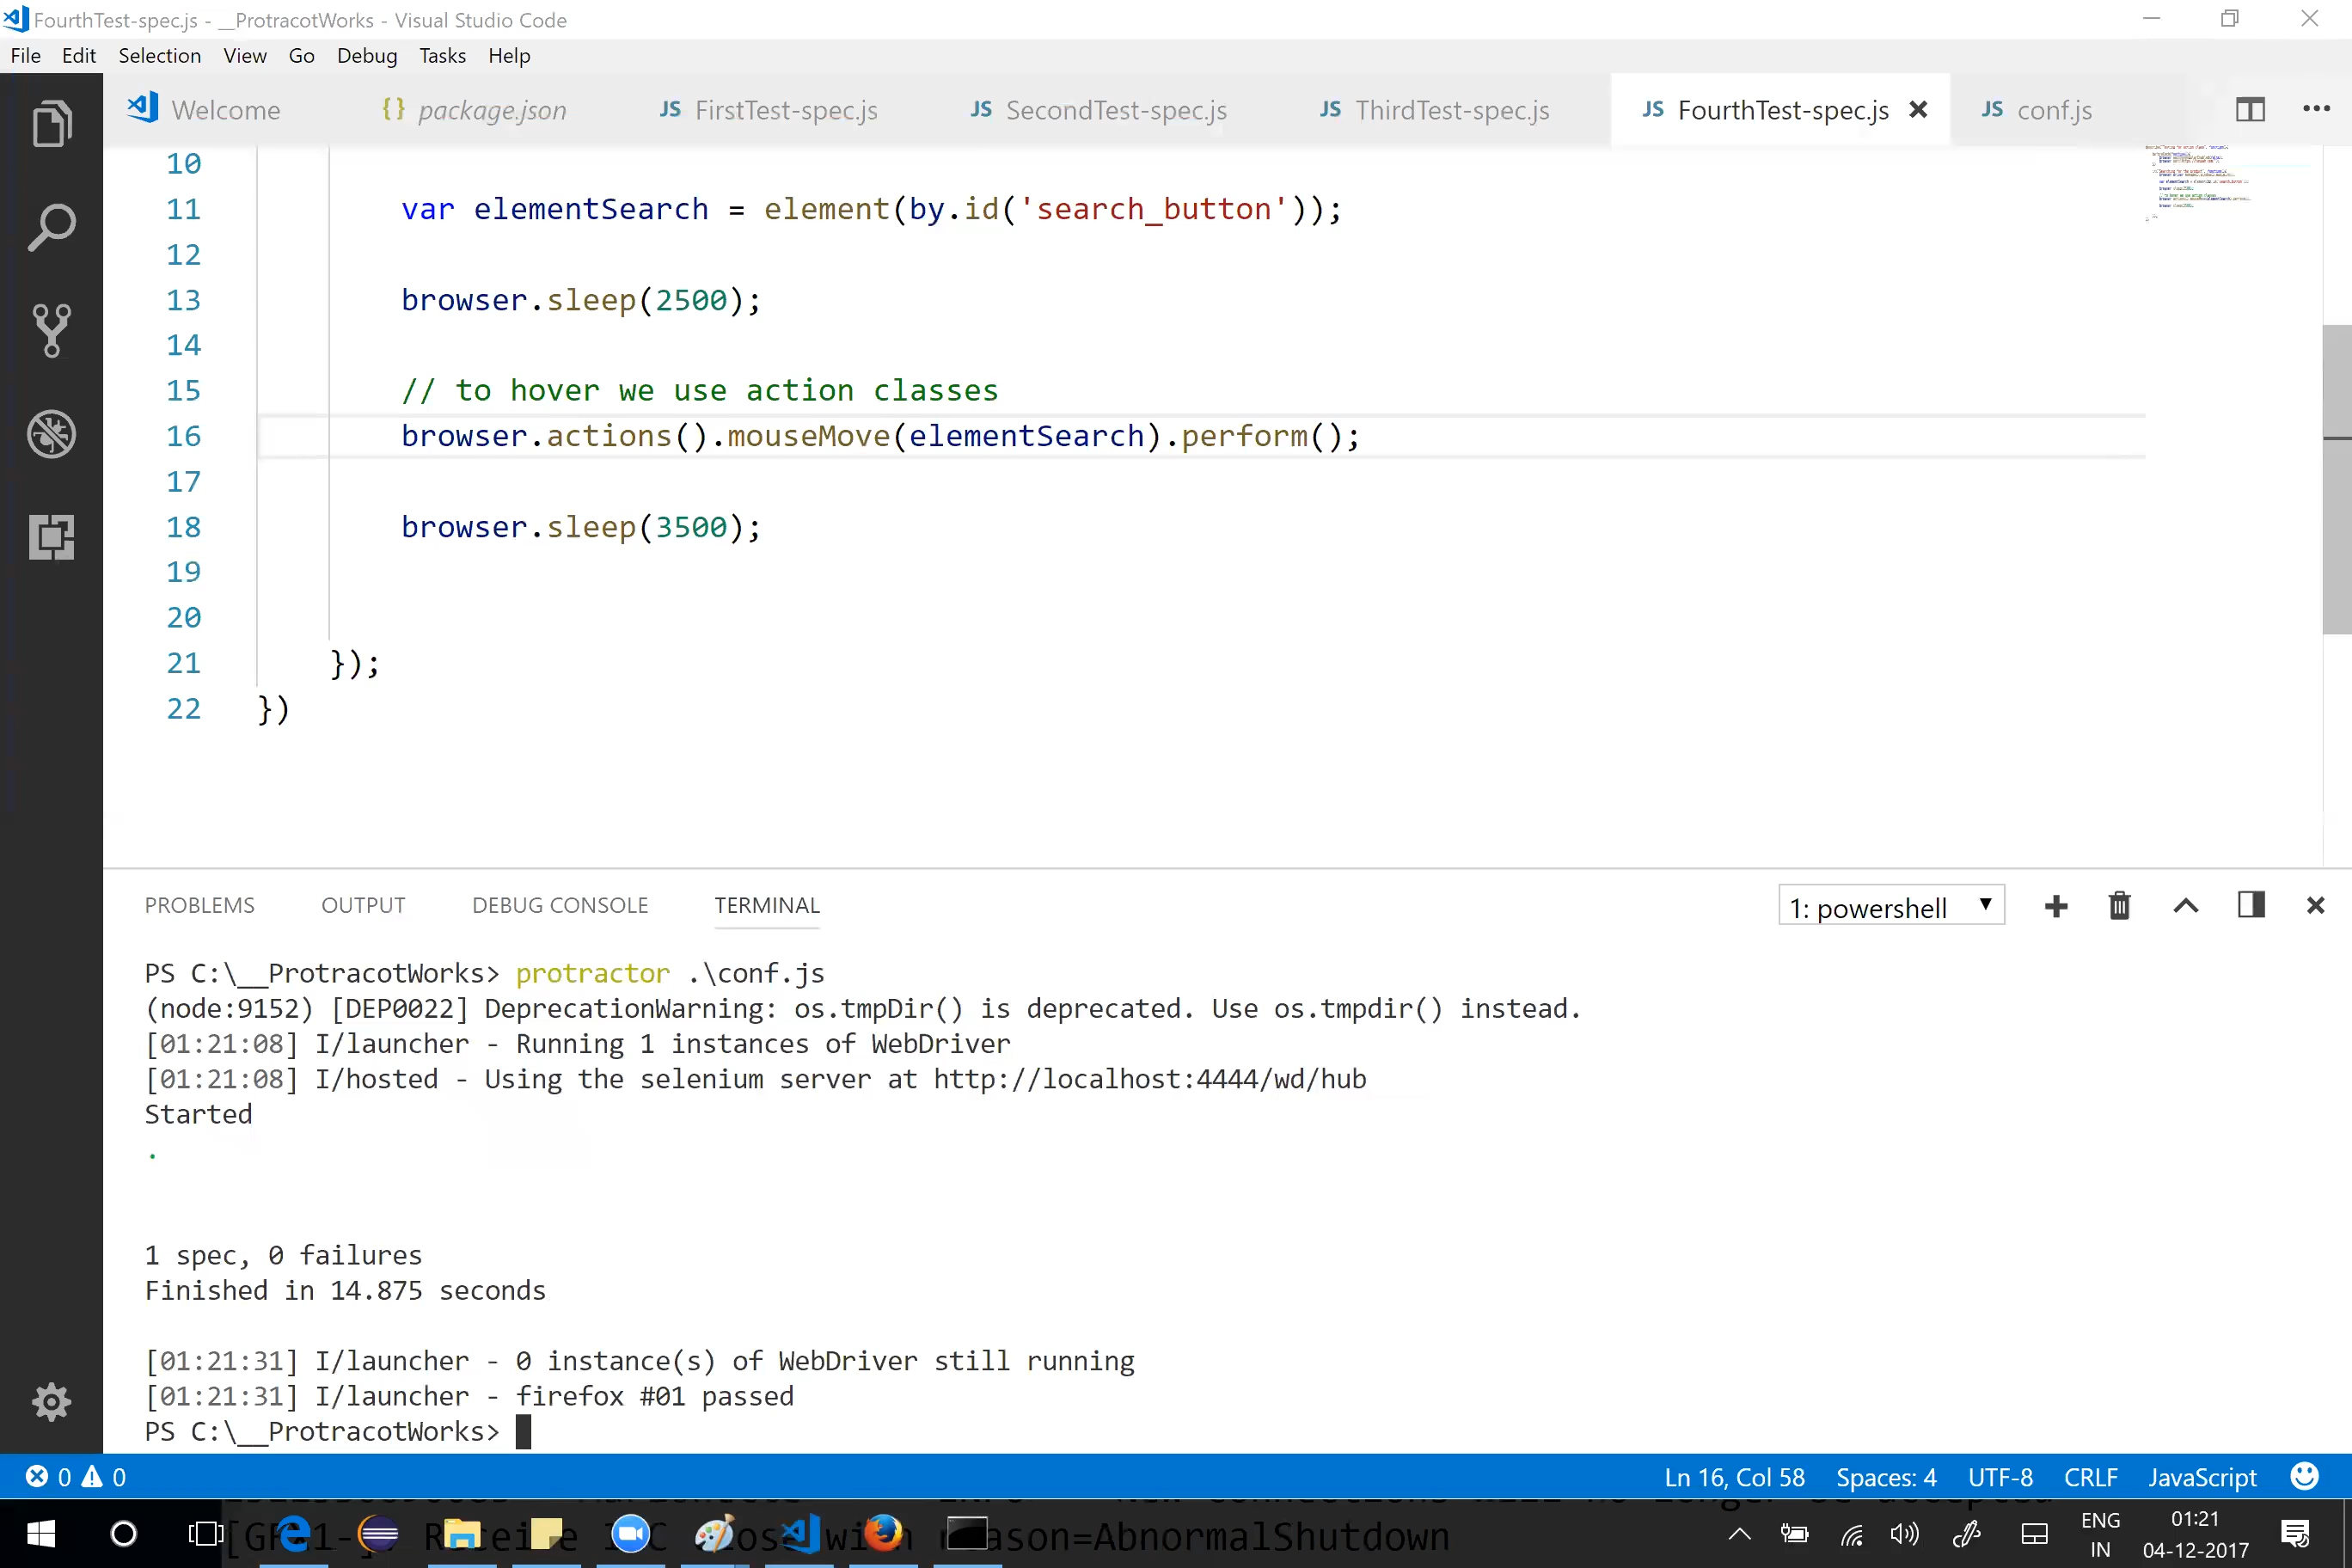 FourthTest-spec.js - __ProtracotWorks - Visual Studio Code
File Edit Selection View Go Debug Tasks Help
Welcome {} package.json JS FirstTest-spec.js JS SecondTest-spec.js JS ThirdTest-spec.js JS FourthTest-spec.js JS conf.js
10
11 var elementSearch = element(by.id('search_button'));
12
13 browser.sleep(2500);
14
15 // to hover we use action classes
16 browser.actions().mouseMove(elementSearch).perform();
17
18 browser.sleep(3500);
19
20
21 });
22 })
PROBLEMS OUTPUT DEBUG CONSOLE TERMINAL 1: powershell
PS C:\__ProtracotWorks> protractor .\conf.js
(node:9152) [DEP0022] DeprecationWarning: os.tmpDir() is deprecated. Use os.tmpdir() instead.
[01:21:08] I/launcher - Running 1 instances of WebDriver
[01:21:08] I/hosted - Using the selenium server at http://localhost:4444/wd/hub
Started
.
1 spec, 0 failures
Finished in 14.875 seconds
[01:21:31] I/launcher - 0 instance(s) of WebDriver still running
[01:21:31] I/launcher - firefox #01 passed
PS C:\__ProtracotWorks>
0 0 Ln 16, Col 58 Spaces: 4 UTF-8 CRLF JavaScript
with reason=AbnormalShutdown
ENG
IN
01:21
04-12-2017